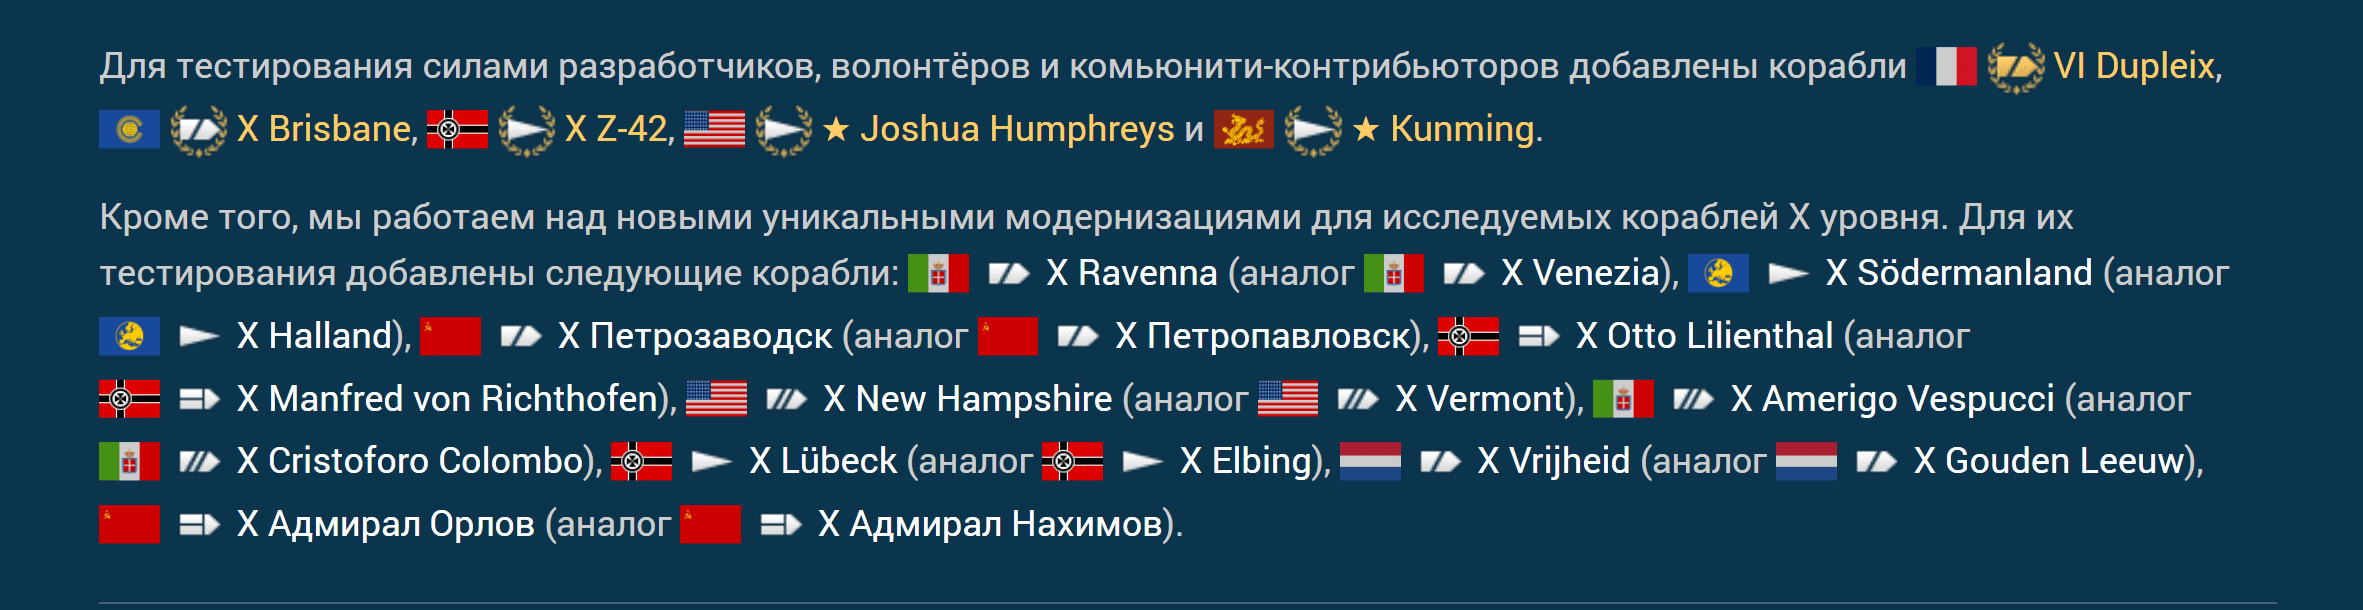 Для тестирования силами разработчиков, волонтёров и комьюнити-контрибьюторов добавлены корабли VI Dupleix,
X Brisbane, X Z-42, ★ Joshua Humphreys и ★ Kunming.
Кроме того, мы работаем над новыми уникальными модернизациями для исследуемых кораблей X уровня. Для их
тестирования добавлены следующие корабли: X Ravenna (аналог X Venezia), X Södermanland (аналог
X Halland), X Петрозаводск (аналог X Петропавловск), X Otto Lilienthal (аналог
X Manfred von Richthofen), X New Hampshire (аналог X Vermont), X Amerigo Vespucci (аналог
X Cristoforo Colombo), X Lübeck (аналог X Elbing), X Vrijheid (аналог X Gouden Leeuw),
X Адмирал Орлов (аналог X Адмирал Нахимов).